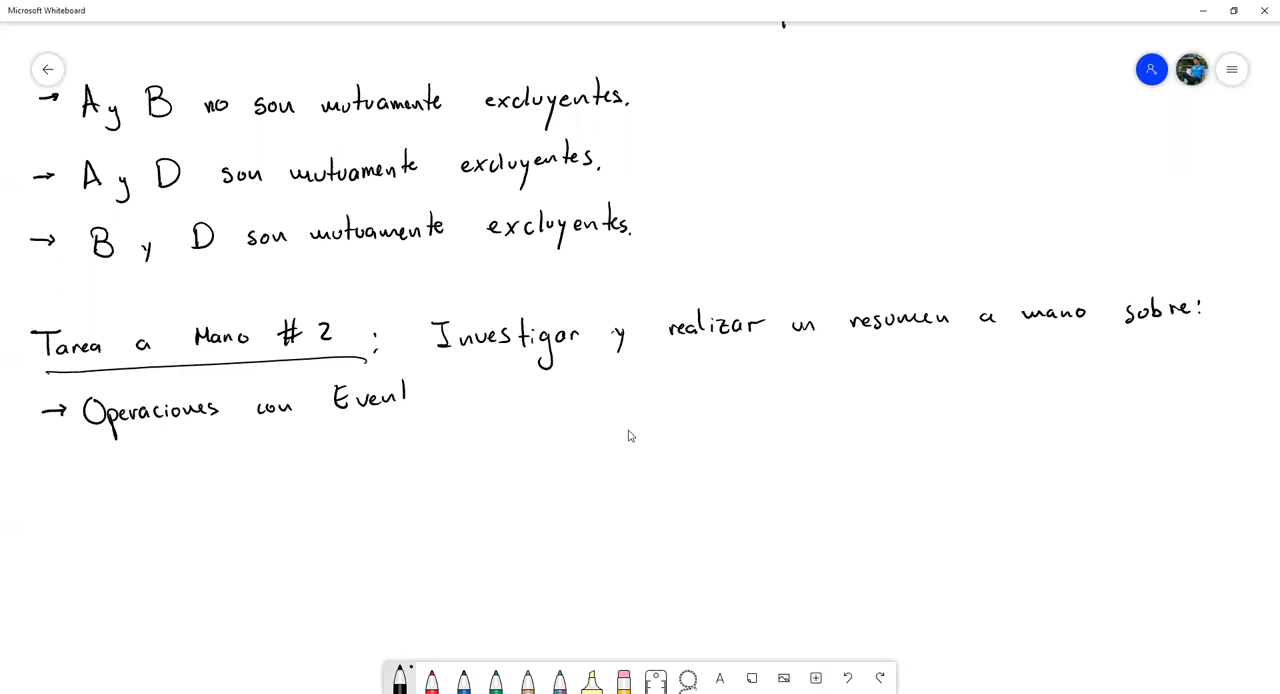 Microsoft Whiteboard
→ A y B no son mutuamente excluyentes.
→ A y D son mutuamente excluyentes.
→ B y D son mutuamente excluyentes.
Tarea a Mano # 2 : Investigar y realizar un resumen a mano sobre:
→ Operaciones con Event